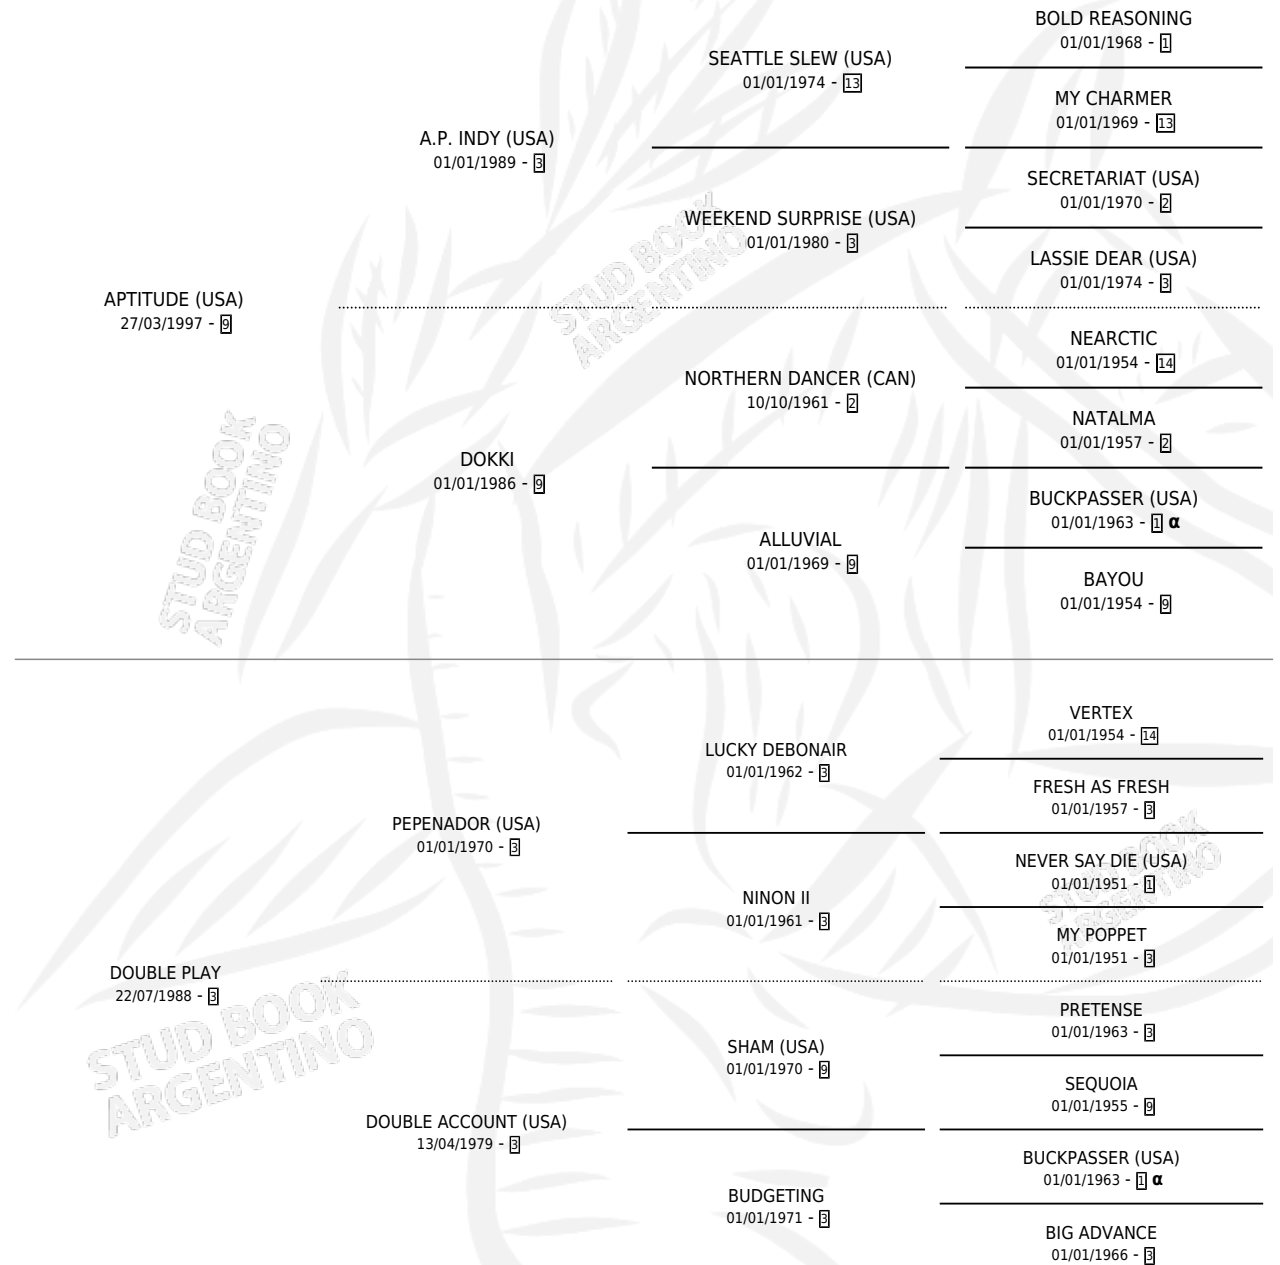 BOLD REASONING
01/01/1968 - 1
SEATTLE SLEW (USA)
01/01/1974 - 13
MY CHARMER
01/01/1969 - 13
A.P. INDY (USA)
01/01/1989 - 3
SECRETARIAT (USA)
01/01/1970 - 2
WEEKEND SURPRISE (USA)
01/01/1980 - 3
LASSIE DEAR (USA)
01/01/1974 - 3
STUD BOOK
ARGENTINO
APTITUDE (USA)
27/03/1997 - 9
NEARCTIC
01/01/1954 - 14
NORTHERN DANCER (CAN)
10/10/1961 - 2
NATALMA
01/01/1957 - 2
DOKKI
01/01/1986 - 9
BUCKPASSER (USA)
01/01/1963 - 1 α
ALLUVIAL
01/01/1969 - 9
BAYOU
01/01/1954 - 9
STUD BOOK
ARGENTINO
VERTEX
01/01/1954 - 14
LUCKY DEBONAIR
01/01/1962 - 3
FRESH AS FRESH
01/01/1957 - 3
PEPENADOR (USA)
01/01/1970 - 3
NEVER SAY DIE (USA)
01/01/1951 - 1
NINON II
01/01/1961 - 3
MY POPPET
01/01/1951 - 3
STUD BOOK
ARGENTINO
DOUBLE PLAY
22/07/1988 - 3
PRETENSE
01/01/1963 - 3
SHAM (USA)
01/01/1970 - 9
SEQUOIA
01/01/1955 - 9
DOUBLE ACCOUNT (USA)
13/04/1979 - 3
BUCKPASSER (USA)
01/01/1963 - 1 α
BUDGETING
01/01/1971 - 3
BIG ADVANCE
01/01/1966 - 3
STUD BOOK
ARGENTINO